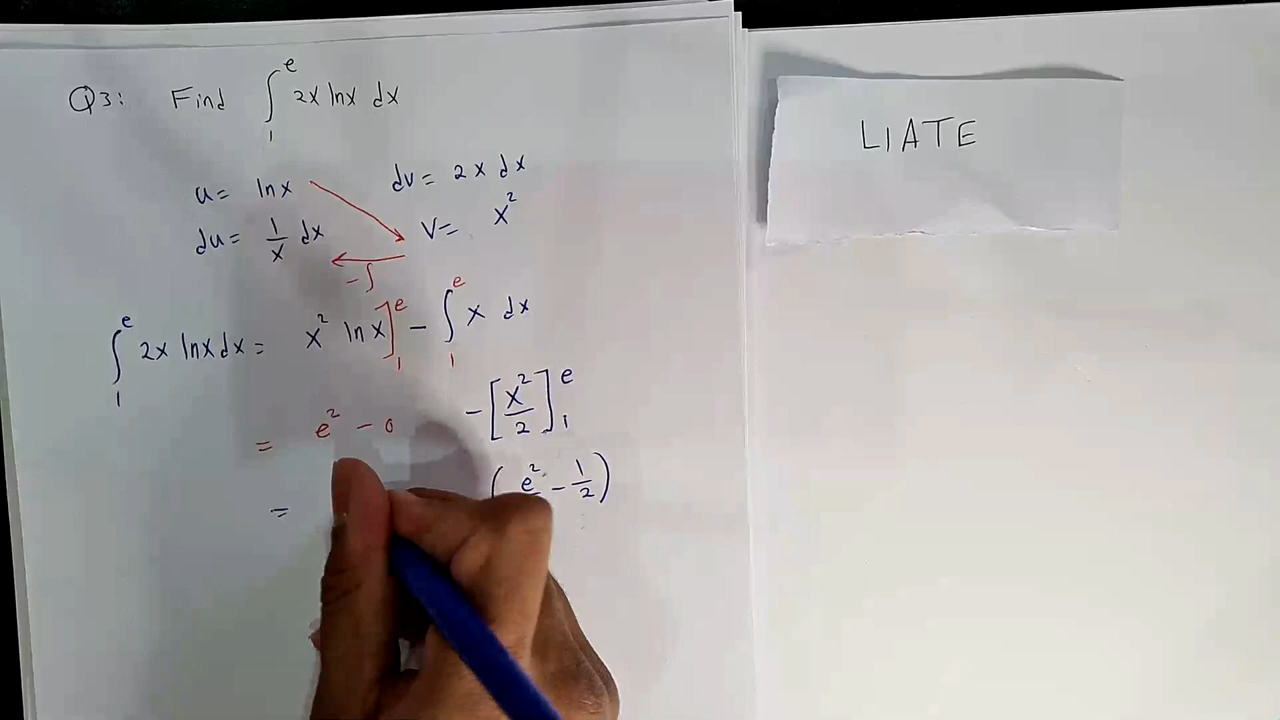 Q3: Find ∫₁ᵉ 2x lnx dx
u = lnx dv = 2x dx
du = 1/x dx v = x²
-∫
∫₁ᵉ 2x lnx dx = x² ln x]₁ᵉ - ∫₁ᵉ x dx
= e² - 0 -[x²/2]₁ᵉ
= (e² - 1/2)
LIATE